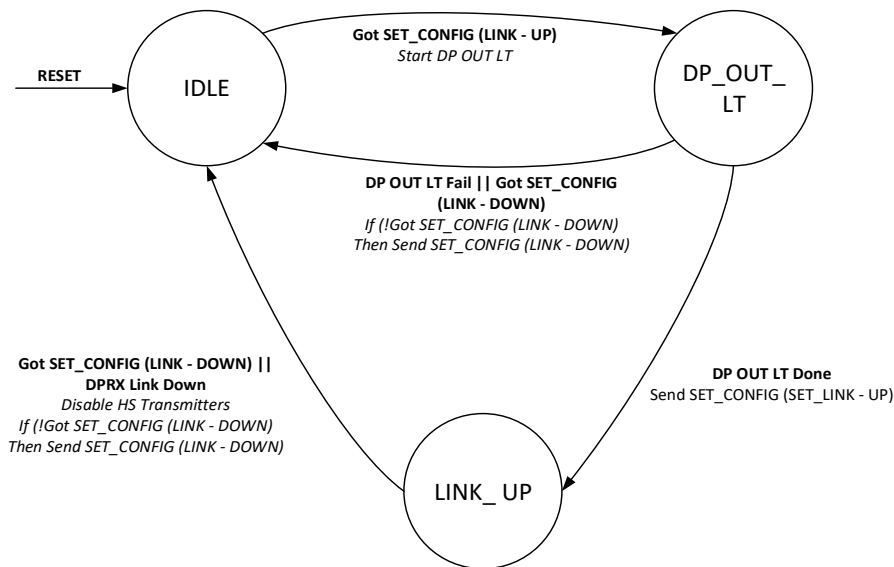 Got SET_CONFIG (LINK - UP)
Start DP OUT LT
RESET
IDLE
DP_OUT_
LT
DP OUT LT Fail || Got SET_CONFIG
(LINK - DOWN)
If (!Got SET_CONFIG (LINK - DOWN)
Then Send SET_CONFIG (LINK - DOWN)
Got SET_CONFIG (LINK - DOWN) ||
DPRX Link Down
Disable HS Transmitters
If (!Got SET_CONFIG (LINK - DOWN)
Then Send SET_CONFIG (LINK - DOWN)
DP OUT LT Done
Send SET_CONFIG (SET_LINK - UP)
LINK_ UP